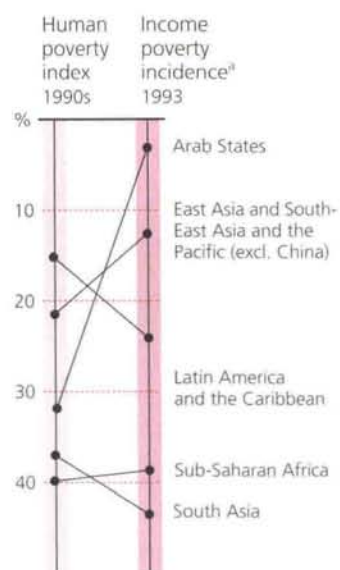 Human
poverty
index
1990s
Income
poverty
incidenceᵃ
1993
%
10
20
30
40
Arab States
East Asia and South-
East Asia and the
Pacific (excl. China)
Latin America
and the Caribbean
Sub-Saharan Africa
South Asia